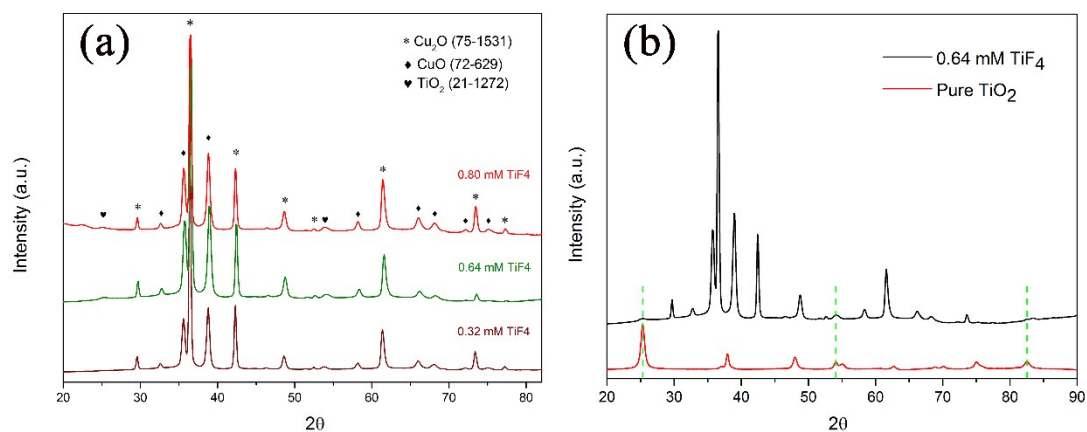 (a)
* Cu₂O (75-1531)
♦ CuO (72-629)
♥ TiO₂ (21-1272)
0.80 mM TiF4
0.64 mM TiF4
0.32 mM TiF4
Intensity (a.u.)
20 30 40 50 60 70 80
2θ
(b)
0.64 mM TiF₄
Pure TiO₂
Intensity (a.u.)
20 30 40 50 60 70 80 90
2θ